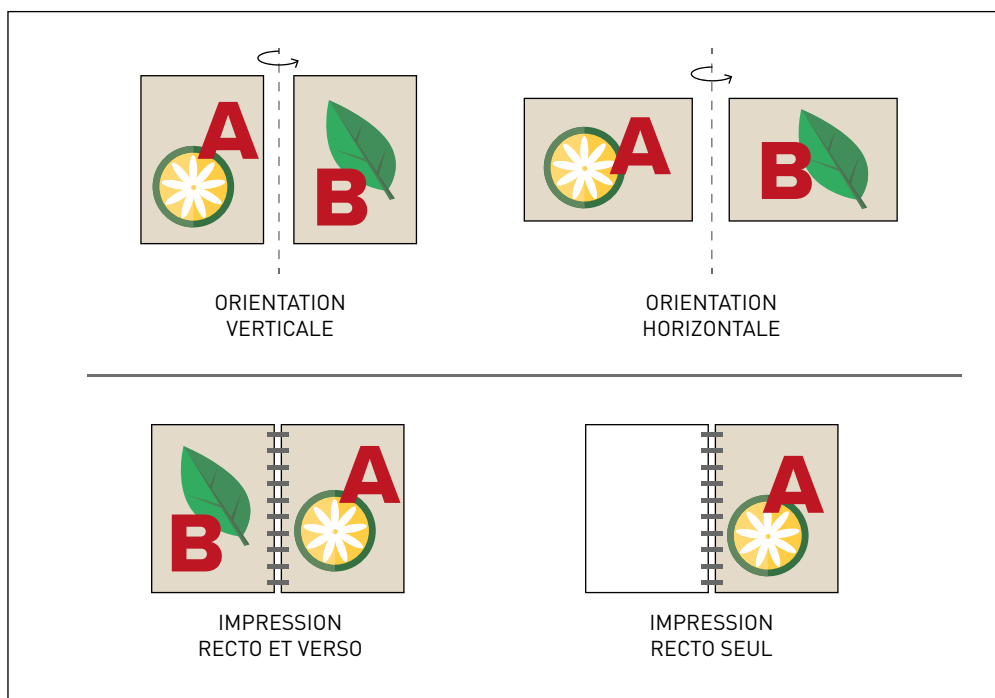 A
B
A
B
ORIENTATION
VERTICALE
ORIENTATION
HORIZONTALE
B
A
A
IMPRESSION
RECTO ET VERSO
IMPRESSION
RECTO SEUL